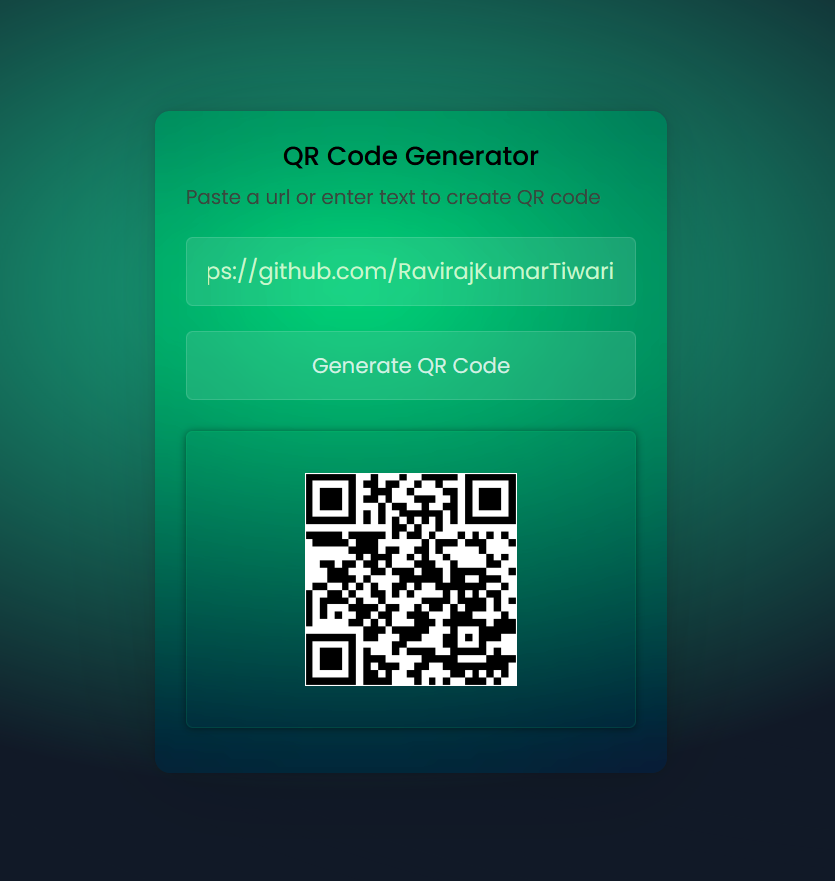 QR Code Generator
Paste a url or enter text to create QR code
ps://github.com/RavirajKumarTiwari
Generate QR Code